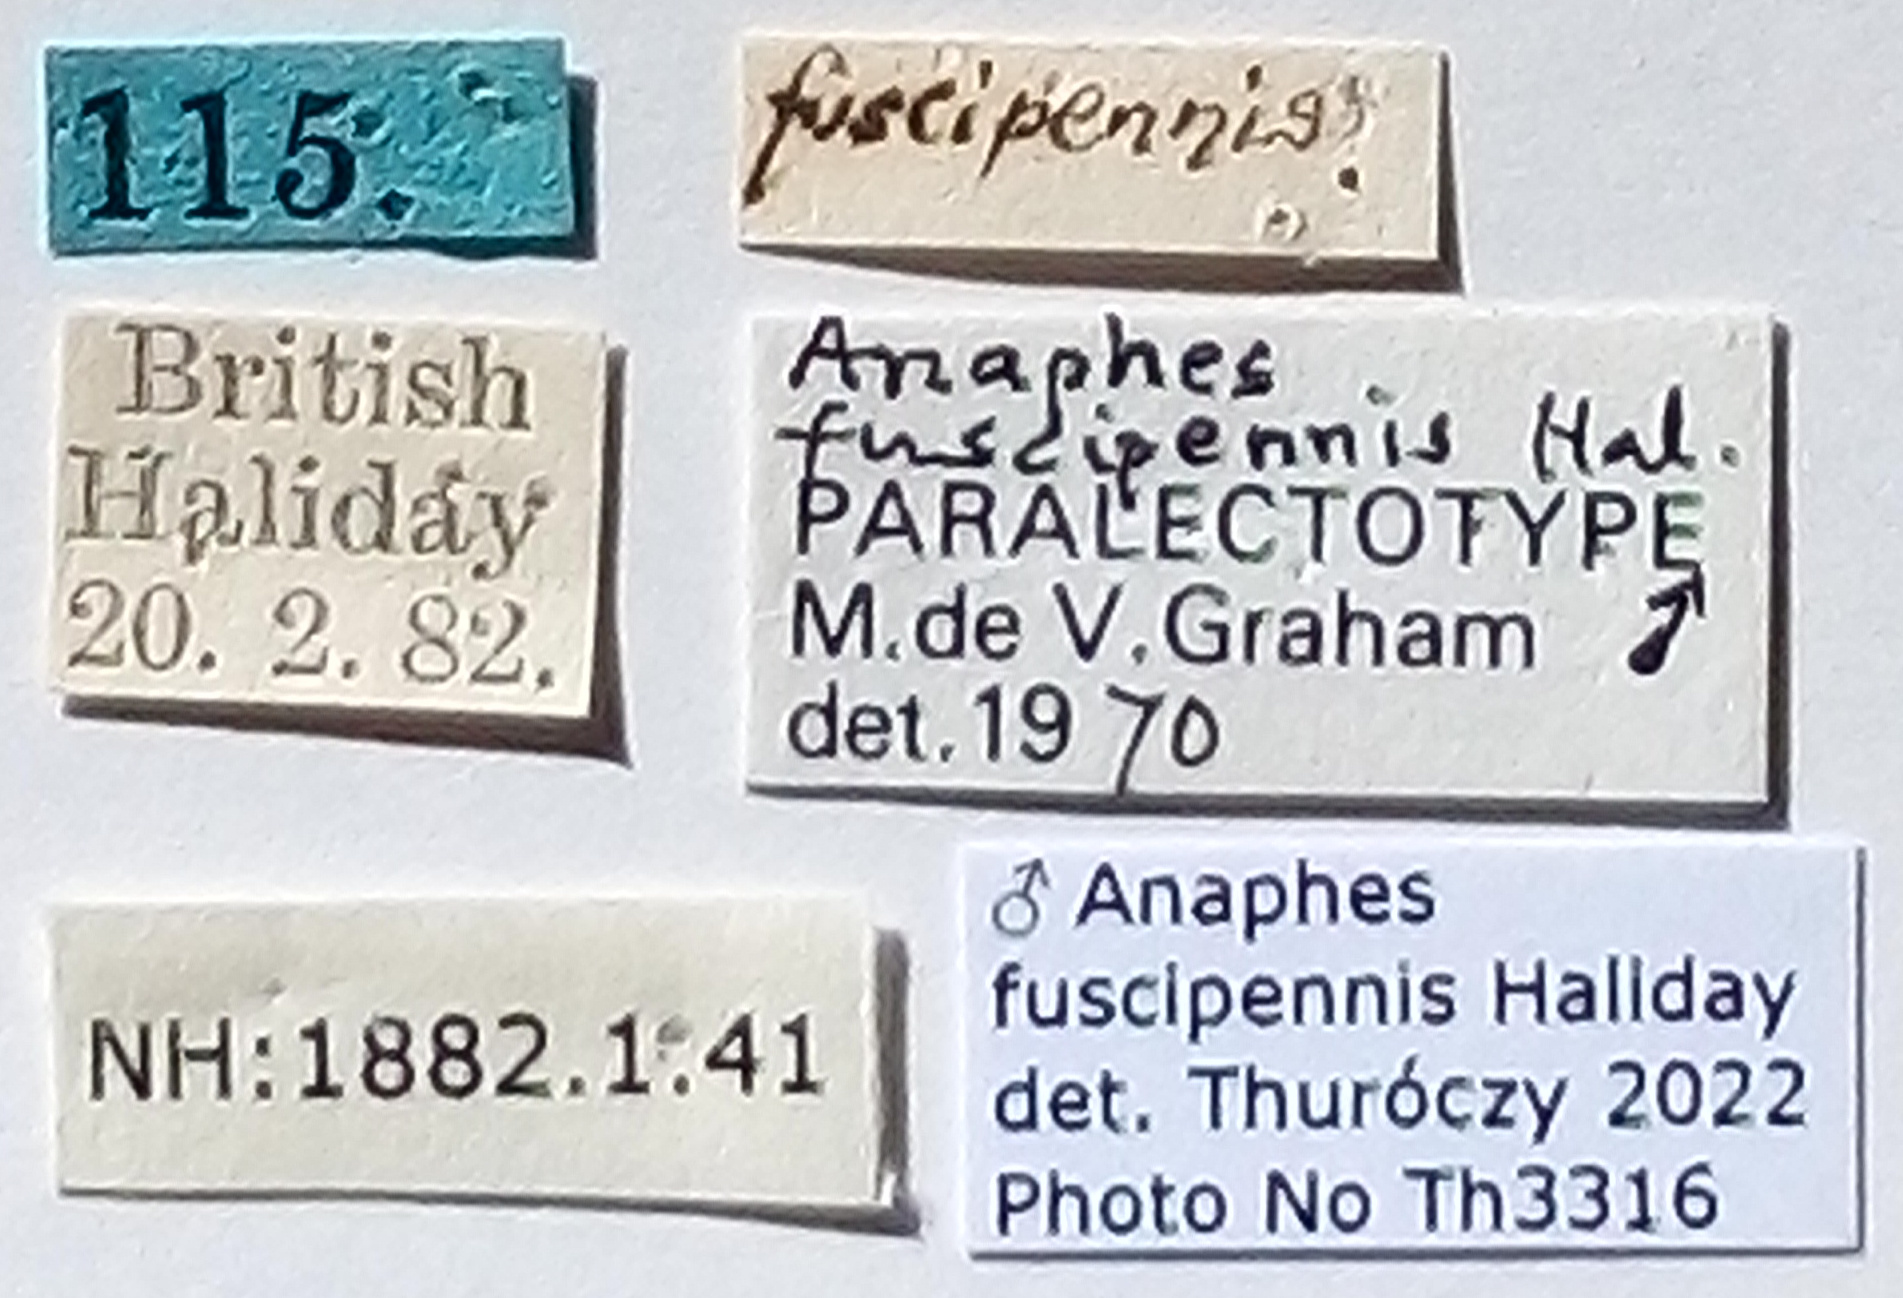 115.
fuscipennis!
British
Haliday
20. 2. 82.
Anaphes
fuscipennis Hal.
PARALECTOTYPE
M.de V.Graham ♂
det.1970
NH:1882.1.41
♂ Anaphes
fuscipennis Haliday
det. Thuróczy 2022
Photo No Th3316